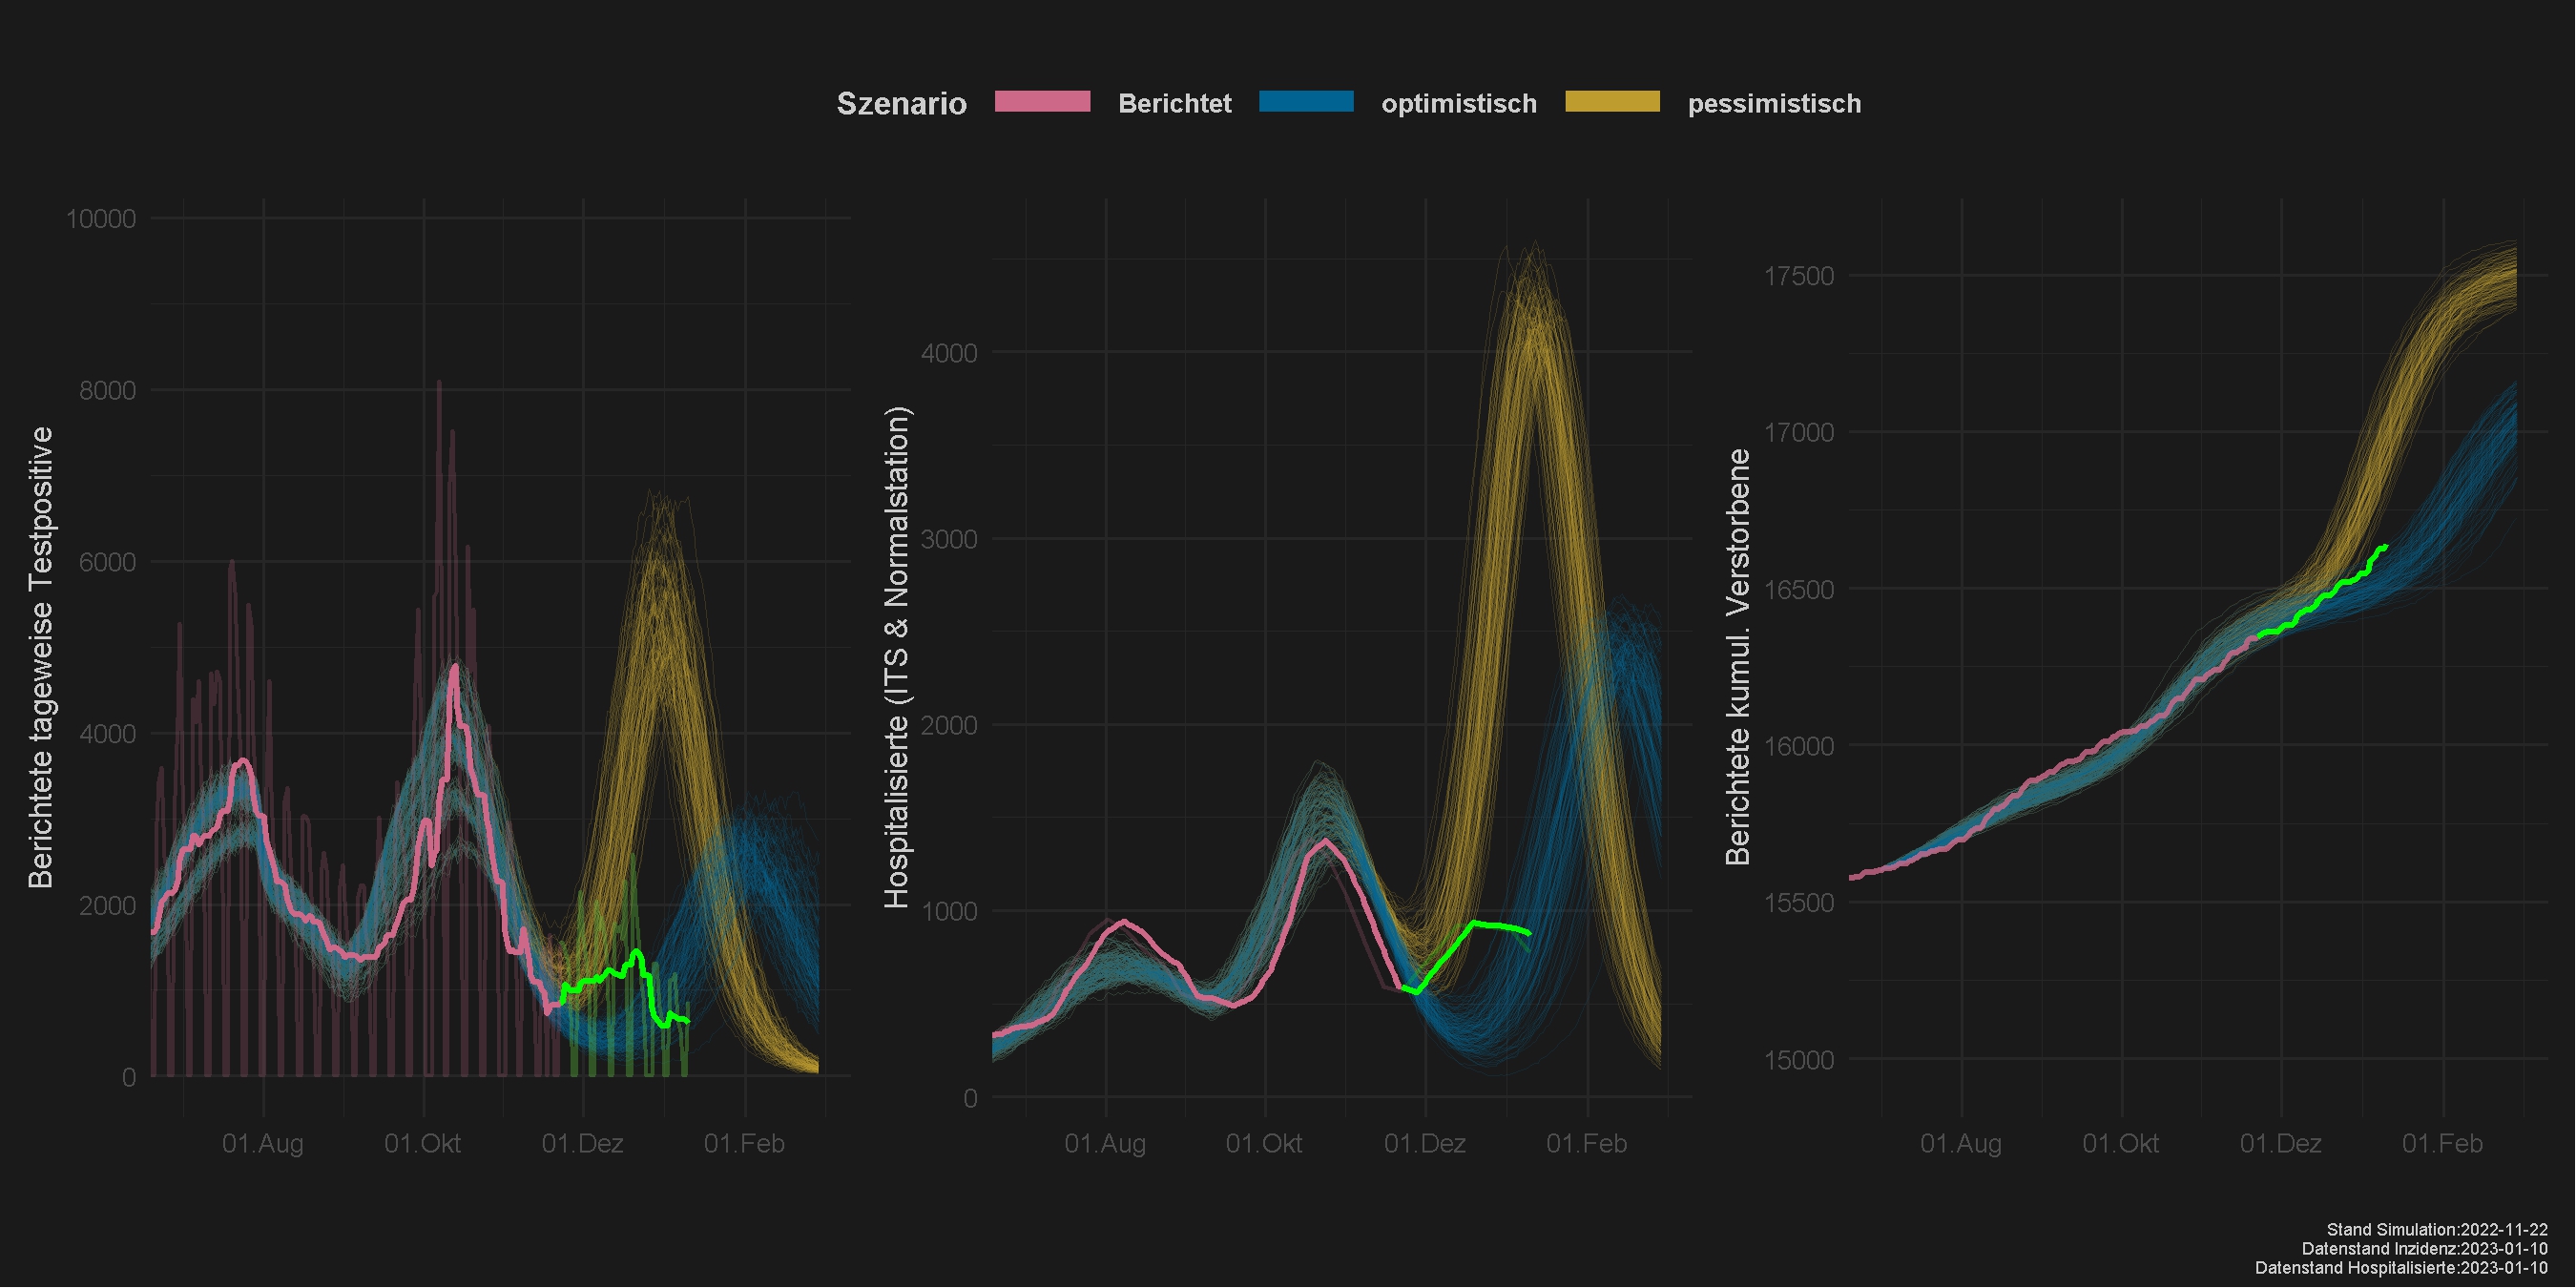 Szenario Berichtet optimistisch pessimistisch
Berichtete tageweise Testpositive
10000
8000
6000
4000
2000
0
01.Aug 01.Okt 01.Dez 01.Feb
Hospitalisierte (ITS & Normalstation)
4000
3000
2000
1000
0
01.Aug 01.Okt 01.Dez 01.Feb
Berichtete kumul. Verstorbene
17500
17000
16500
16000
15500
15000
01.Aug 01.Okt 01.Dez 01.Feb
Stand Simulation:2022-11-22
Datenstand Inzidenz:2023-01-10
Datenstand Hospitalisierte:2023-01-10